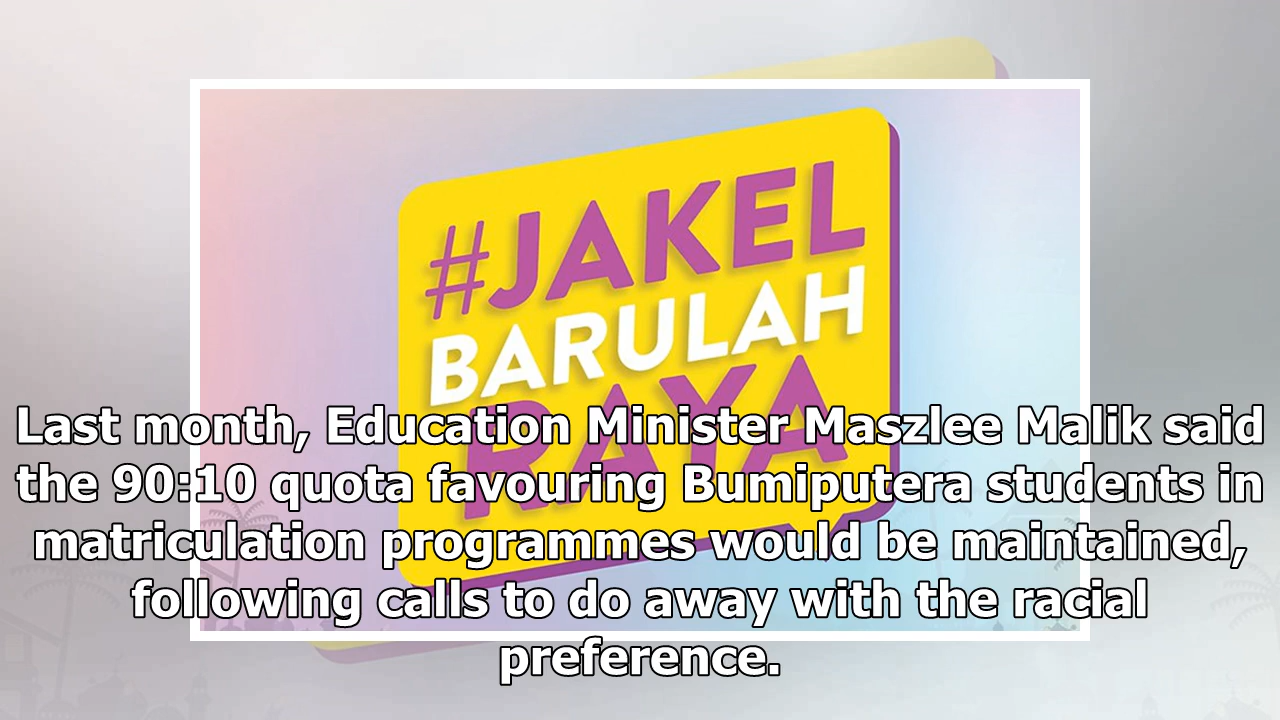 #JAKEL
BARULAH
RAYA
Last month, Education Minister Maszlee Malik said
the 90:10 quota favouring Bumiputera students in
matriculation programmes would be maintained,
following calls to do away with the racial
preference.